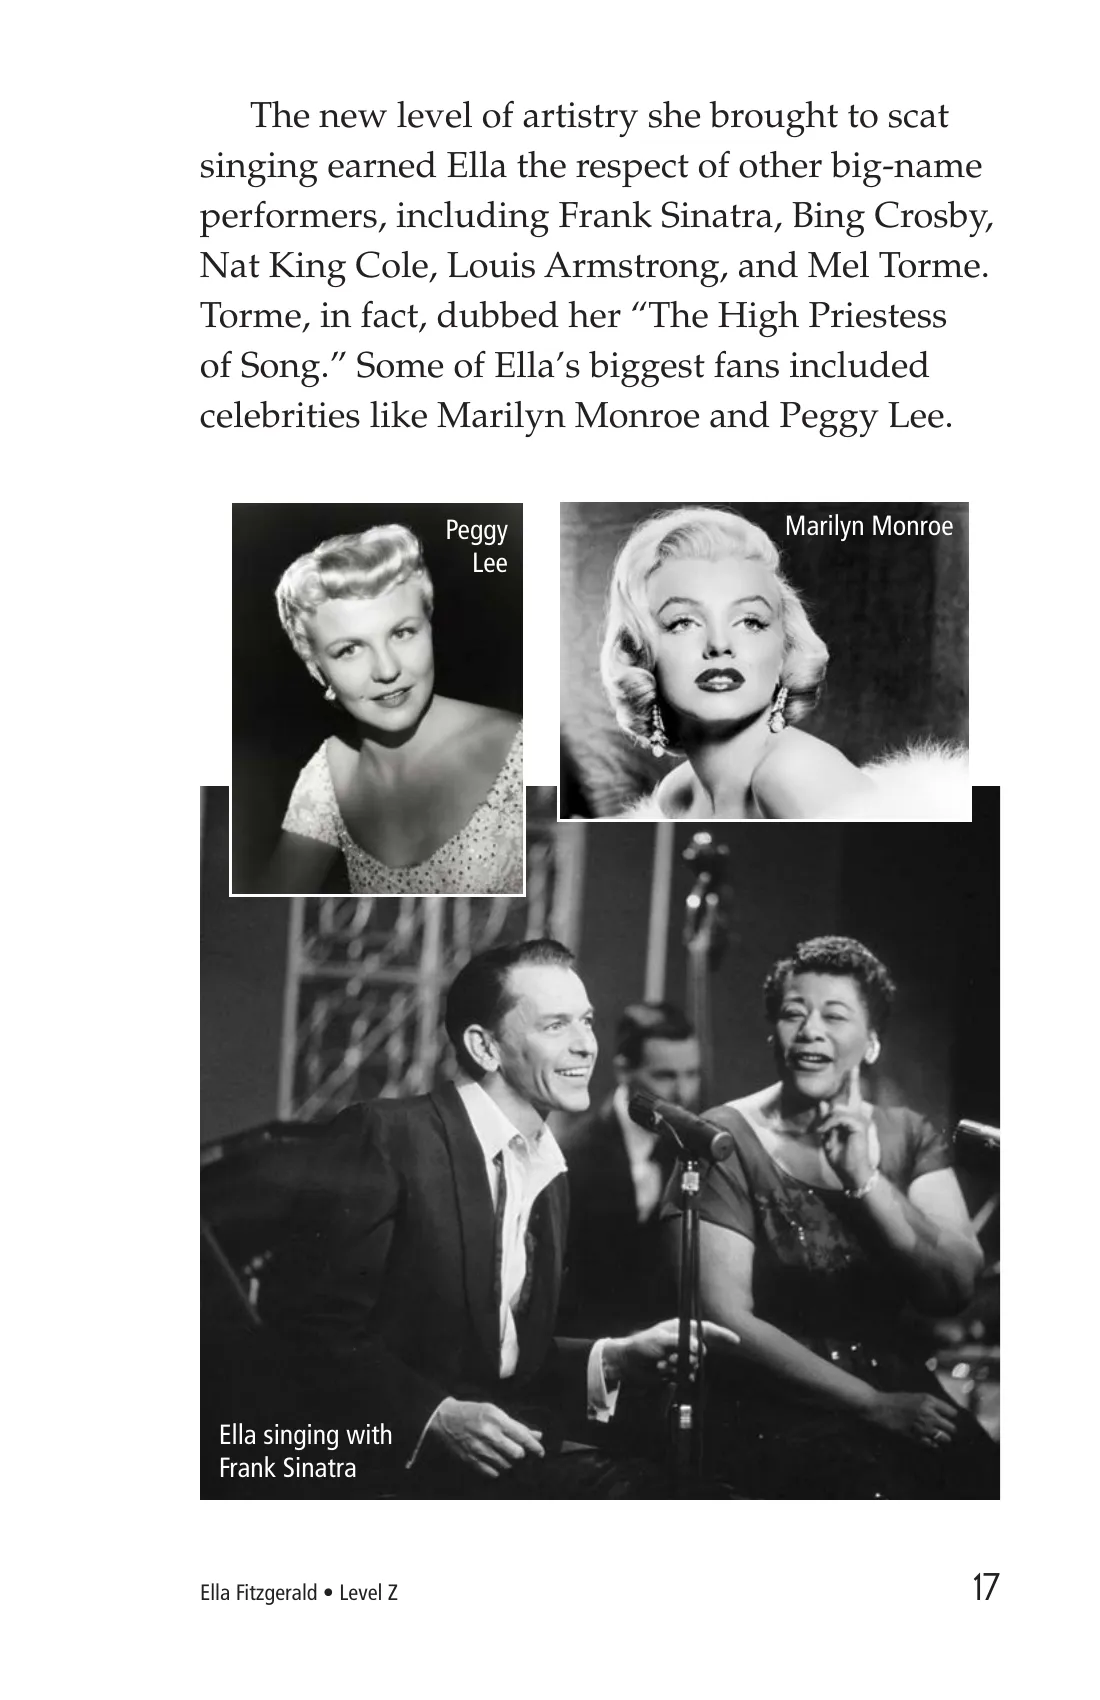 The new level of artistry she brought to scat
singing earned Ella the respect of other big-name
performers, including Frank Sinatra, Bing Crosby,
Nat King Cole, Louis Armstrong, and Mel Torme.
Torme, in fact, dubbed her “The High Priestess
of Song.” Some of Ella’s biggest fans included
celebrities like Marilyn Monroe and Peggy Lee.
Peggy
Lee
Marilyn Monroe
Ella singing with
Frank Sinatra
Ella Fitzgerald • Level Z
17